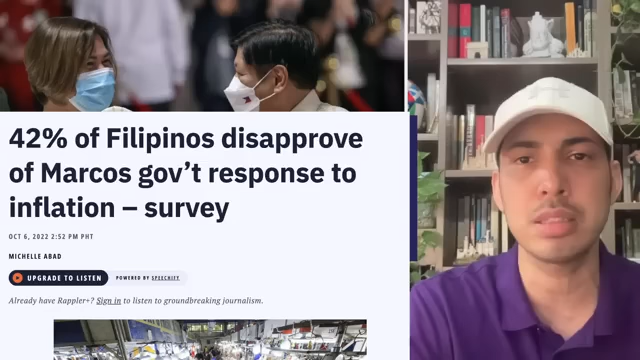 42% of Filipinos disapprove
of Marcos gov't response to
inflation – survey
OCT 6, 2022 2:52 PM PHT
MICHELLE ABAD
UPGRADE TO LISTEN
POWERED BY SPEECHIFY
Already have Rappler+? Sign in to listen to groundbreaking journalism.